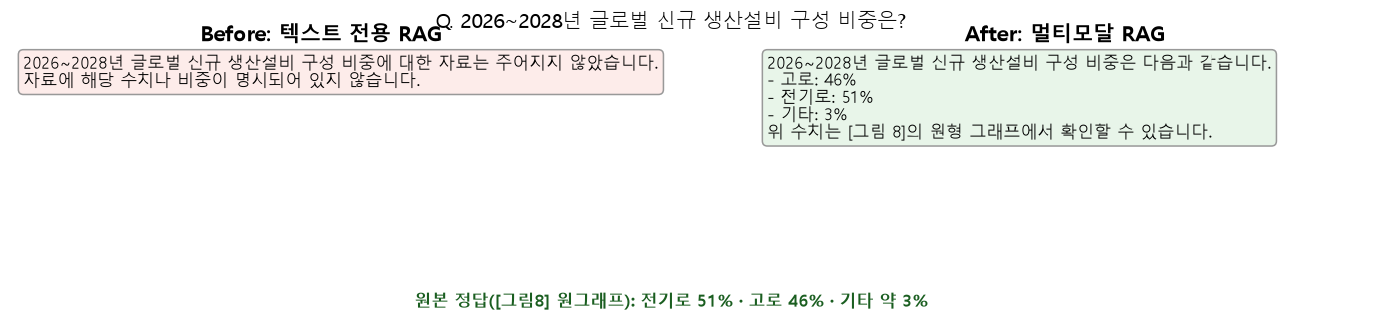 Q. 2026~2028년 글로벌 신규 생산설비 구성 비중은?
Before: 텍스트 전용 RAG
2026~2028년 글로벌 신규 생산설비 구성 비중에 대한 자료는 주어지지 않았습니다.
자료에 해당 수치나 비중이 명시되어 있지 않습니다.
After: 멀티모달 RAG
2026~2028년 글로벌 신규 생산설비 구성 비중은 다음과 같습니다.
- 고로: 46%
- 전기로: 51%
- 기타: 3%
위 수치는 [그림 8]의 원형 그래프에서 확인할 수 있습니다.
원본 정답([그림8] 원그래프): 전기로 51% · 고로 46% · 기타 약 3%